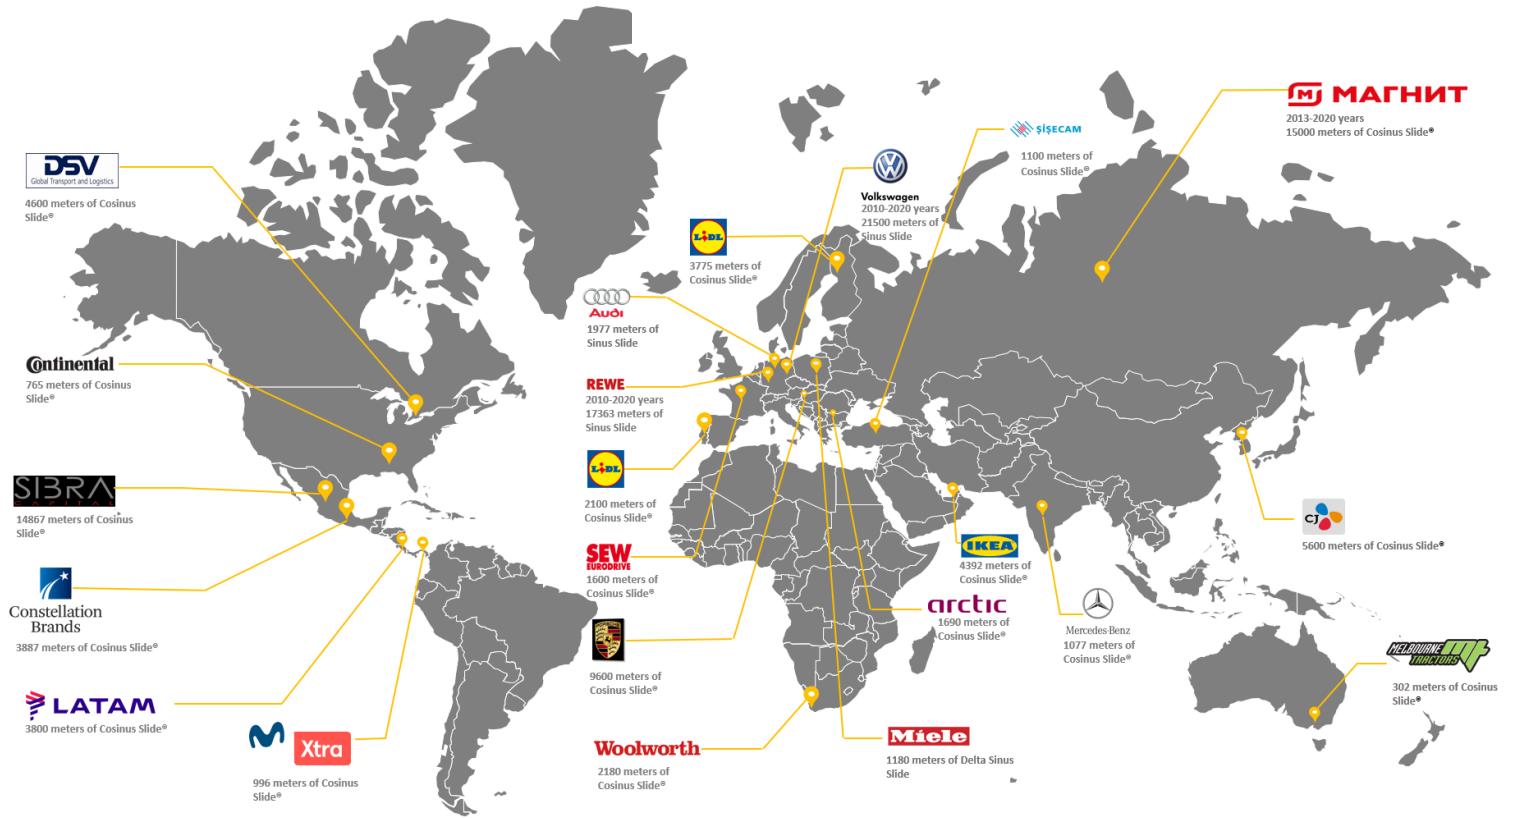 DSV
Global Transport and Logistics
4600 meters of Cosinus
Slide®
Continental
765 meters of Cosinus
Slide®
SIBRA
CAPITAL
14867 meters of Cosinus
Slide®
Constellation
Brands
3887 meters of Cosinus Slide®
LATAM
3800 meters of Cosinus Slide®
Xtra
996 meters of Cosinus
Slide®
LIDL
3775 meters of
Cosinus Slide®
Audi
1977 meters of
Sinus Slide
REWE
2010-2020 years
17363 meters of
Sinus Slide
LIDL
2100 meters of
Cosinus Slide®
SEW
EURODRIVE
1600 meters of
Cosinus Slide®
9600 meters of
Cosinus Slide®
Woolworth
2180 meters of
Cosinus Slide®
Volkswagen
2010-2020 years
21500 meters of
Sinus Slide
ŞİŞECAM
1100 meters of
Cosinus Slide®
МАГНИТ
2013-2020 years
15000 meters of Cosinus Slide®
CJ
5600 meters of Cosinus Slide®
IKEA
4392 meters of
Cosinus Slide®
arctic
1690 meters of
Cosinus Slide®
Mercedes-Benz
1077 meters of
Cosinus Slide®
MELBOURNE
TRACTORS
302 meters of Cosinus
Slide®
Miele
1180 meters of Delta Sinus
Slide